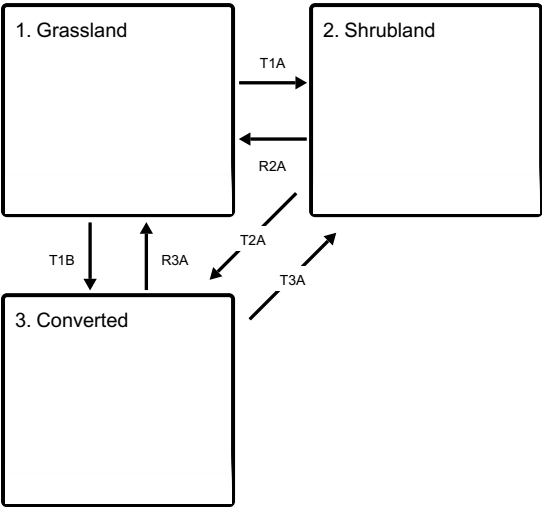 1. Grassland
2. Shrubland
T1A
R2A
T2A
T1B
R3A
T3A
3. Converted